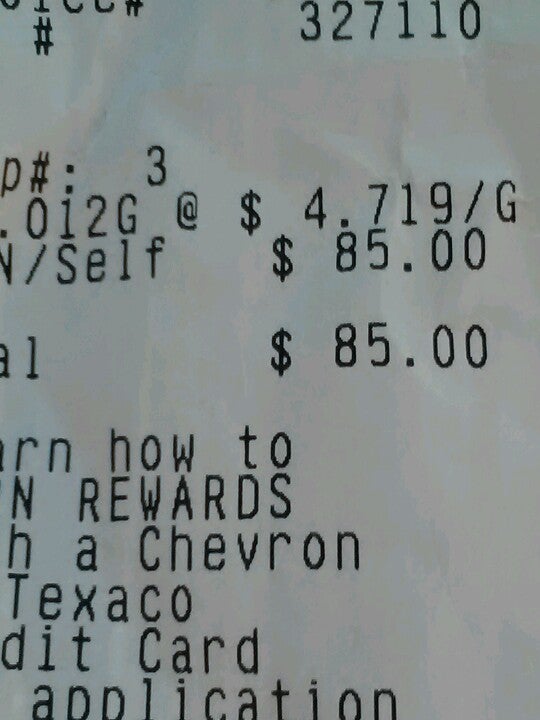 # 327110
#
p#: 3
.012G @ $ 4.719/G
N/Self $ 85.00
al $ 85.00
arn how to
N REWARDS
h a Chevron
Texaco
dit Card
application